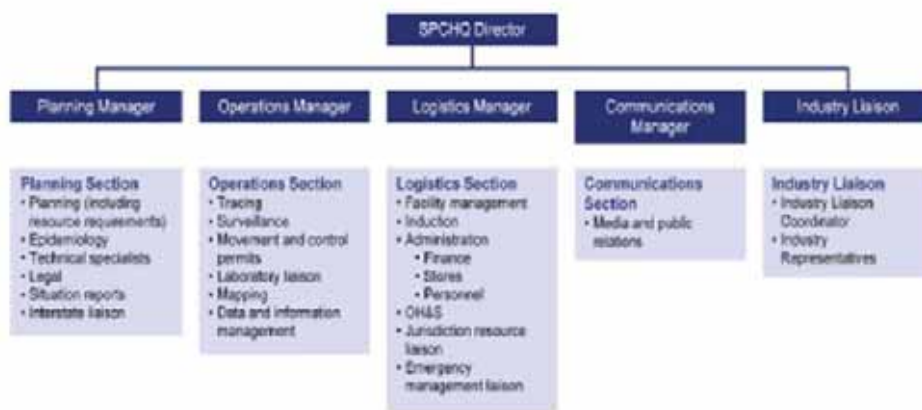 SPCHQ Director
Planning Manager
Operations Manager
Logistics Manager
Communications
Manager
Industry Liaison
Planning Section
• Planning (including
resource requirements)
• Epidemiology
• Technical specialists
• Legal
• Situation reports
• Interstate liaison
Operations Section
• Tracing
• Surveillance
• Movement and control
permits
• Laboratory liaison
• Mapping
• Data and information
management
Logistics Section
• Facility management
• Induction
• Administration
• Finance
• Stores
• Personnel
• OH&S
• Jurisdiction resource
liaison
• Emergency
management liaison
Communications
Section
• Media and public
relations
Industry Liaison
• Industry Liaison
Coordinator
• Industry
Representatives